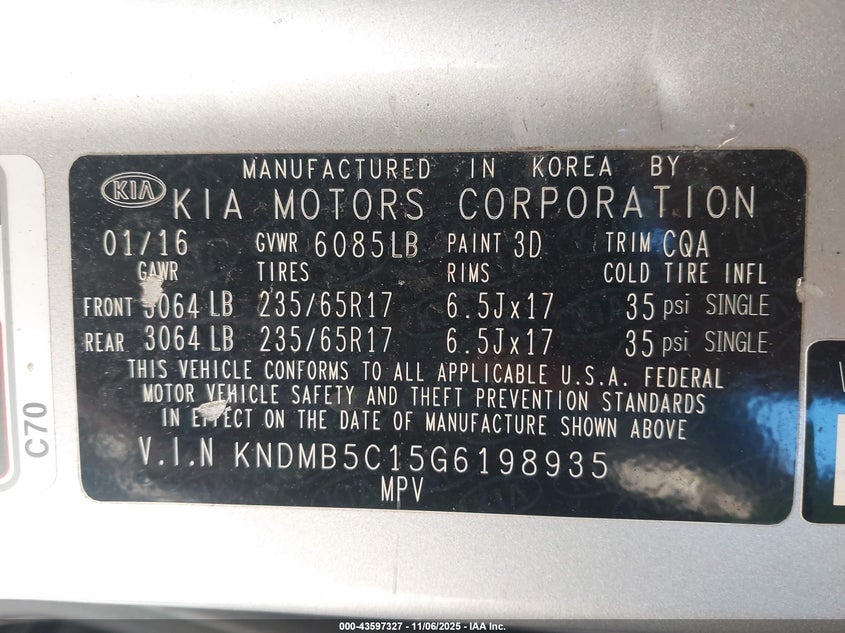 MANUFACTURED IN KOREA BY
KIA KIA MOTORS CORPORATION
01/16 GVWR 6085LB PAINT 3D TRIM CQA
GAWR TIRES RIMS COLD TIRE INFL
FRONT 3064 LB 235/65R17 6.5Jx17 35 psi SINGLE
REAR 3064 LB 235/65R17 6.5Jx17 35 psi SINGLE
THIS VEHICLE CONFORMS TO ALL APPLICABLE U.S.A. FEDERAL
MOTOR VEHICLE SAFETY AND THEFT PREVENTION STANDARDS
IN EFFECT ON THE DATE OF MANUFACTURE SHOWN ABOVE
V.I.N KNDMB5C15G6198935
MPV
C70
000-43597327 - 11/06/2025 - IAA Inc.